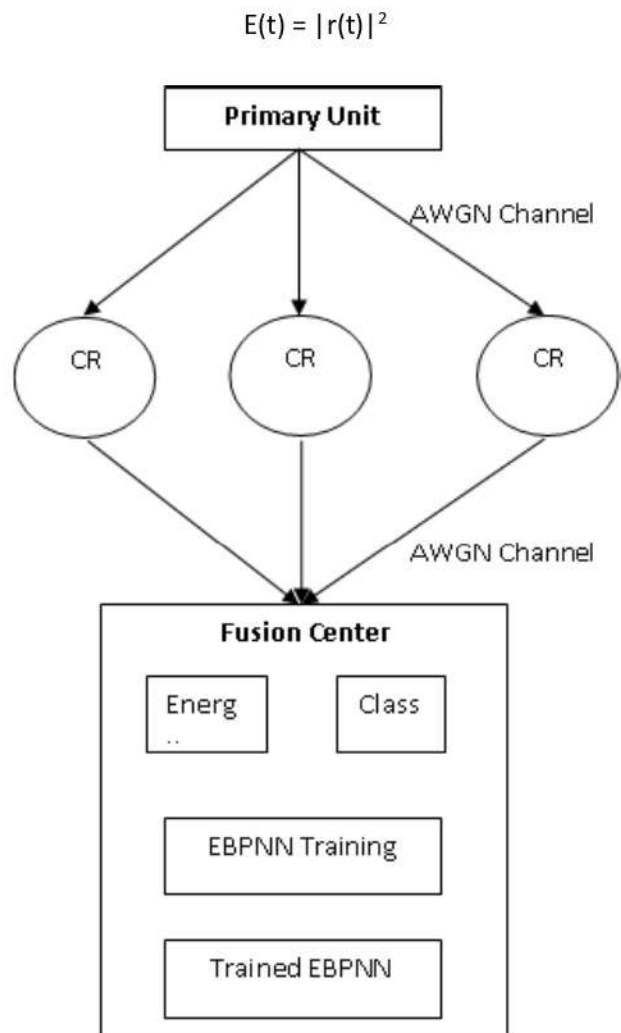 E(t) = |r(t)|²
Primary Unit
AWGN Channel
CR CR CR
AWGN Channel
Fusion Center
Energ Class
EBPNN Training
Trained EBPNN